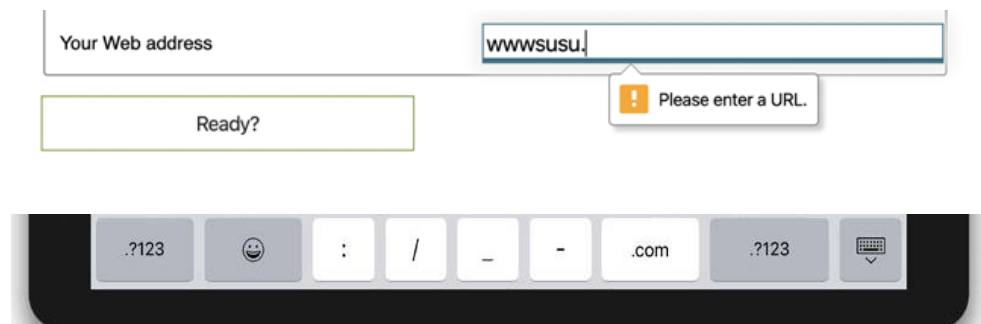 Your Web address
wwwsusu.
! Please enter a URL.
Ready?
.?123 : / _ - .com .?123